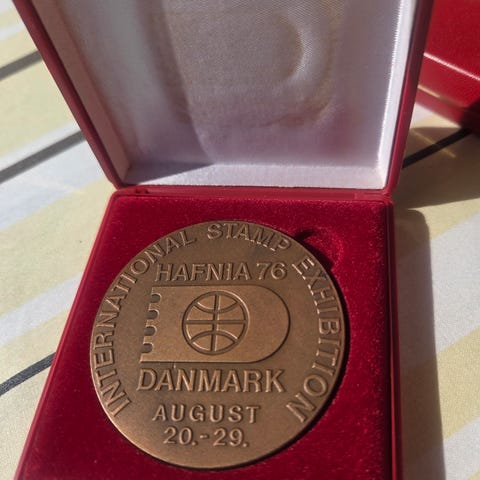 INTERNATIONAL STAMP EXHIBITION
HAFNIA 76
DANMARK
AUGUST
20.-29.